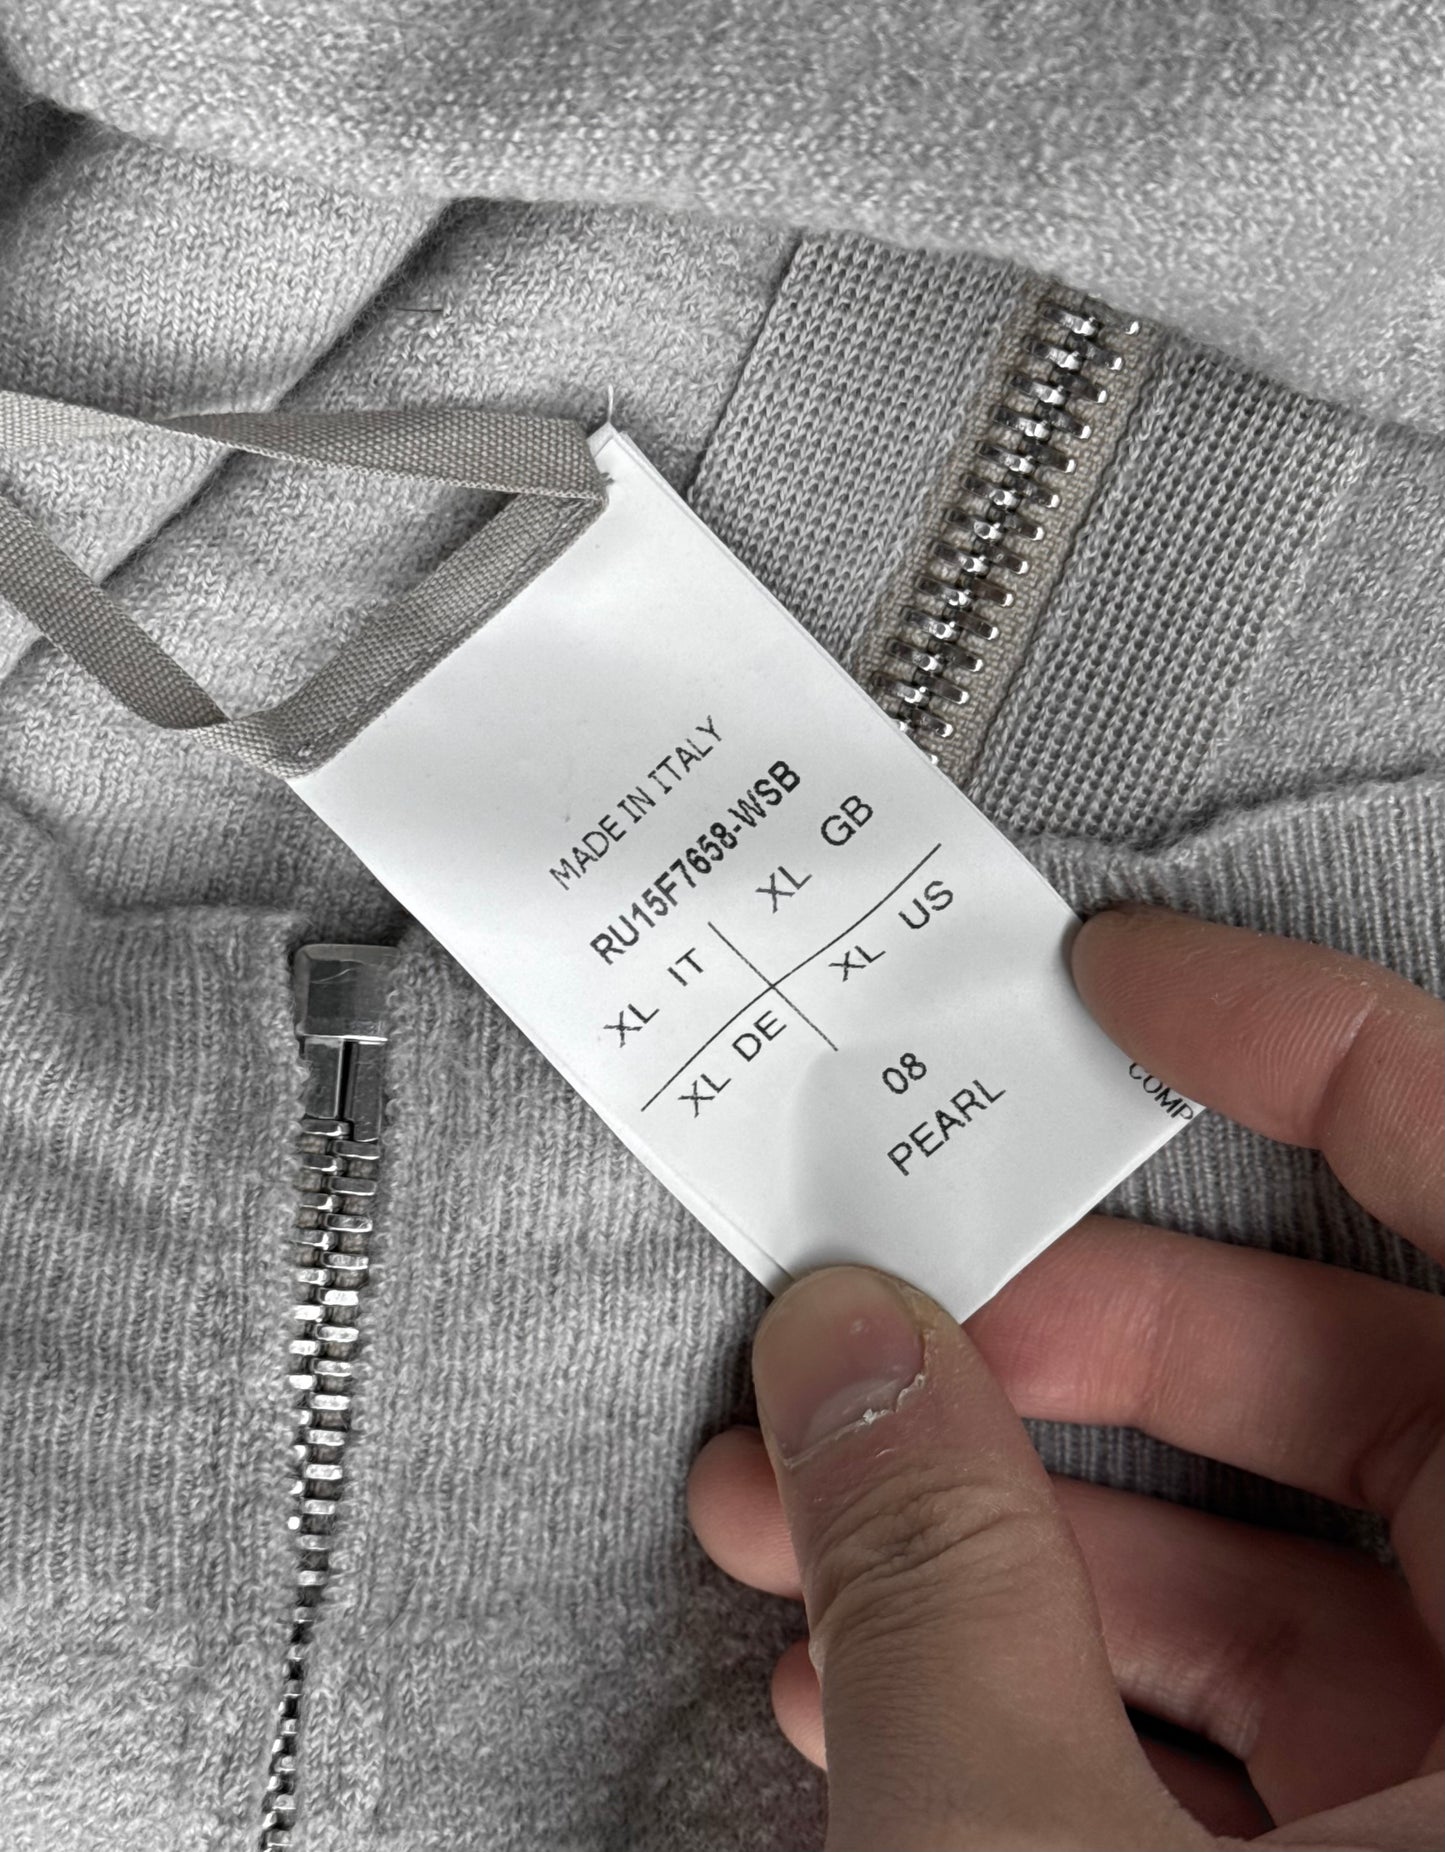 MADE IN ITALY
RU15F7658-WSB
XL IT
XL GB
XL DE
XL US
08
PEARL
COMP